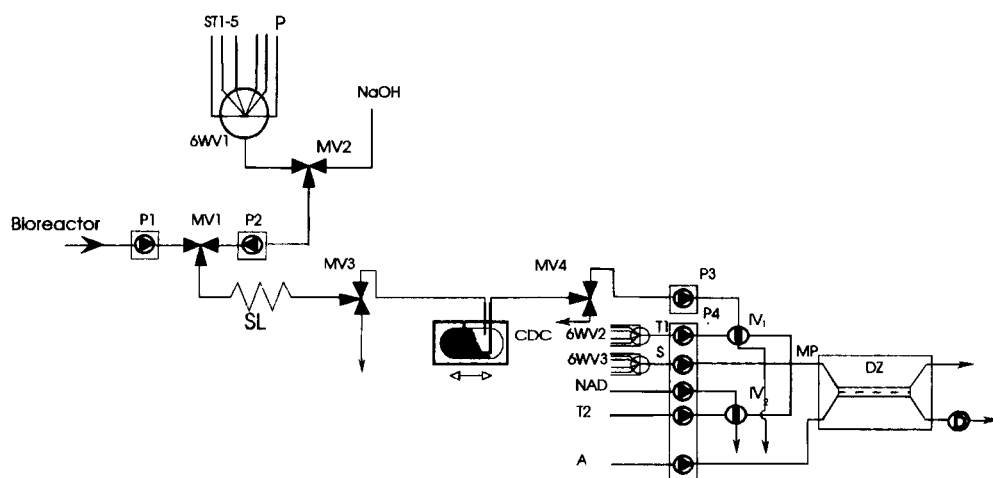 ST1-5 P
NaOH
6WV1
MV2
Bioreactor
P1
MV1
P2
MV3
MV4
P3
SL
P4
CDC
6WV2
T1
IV1
6WV3
S
MP
DZ
NAD
IV2
T2
D
A